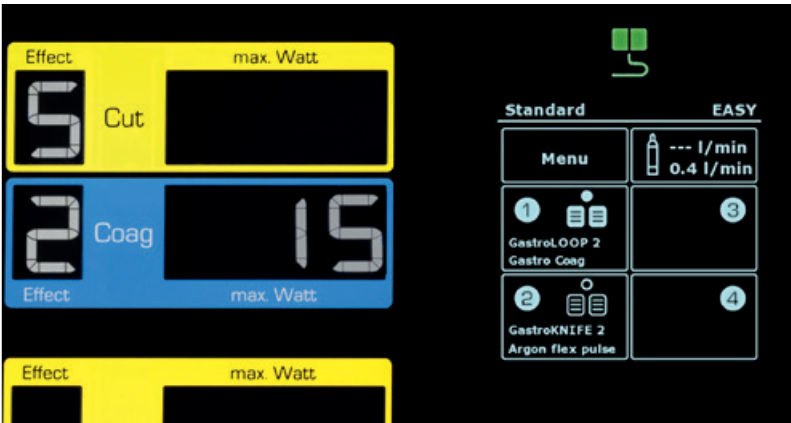 Effect max. Watt
5 Cut
2 Coag 15
Effect max. Watt
Effect max. Watt
Standard EASY
Menu
--- l/min
0.4 l/min
1
GastroLOOP 2
Gastro Coag
3
2
GastroKNIFE 2
Argon flex pulse
4